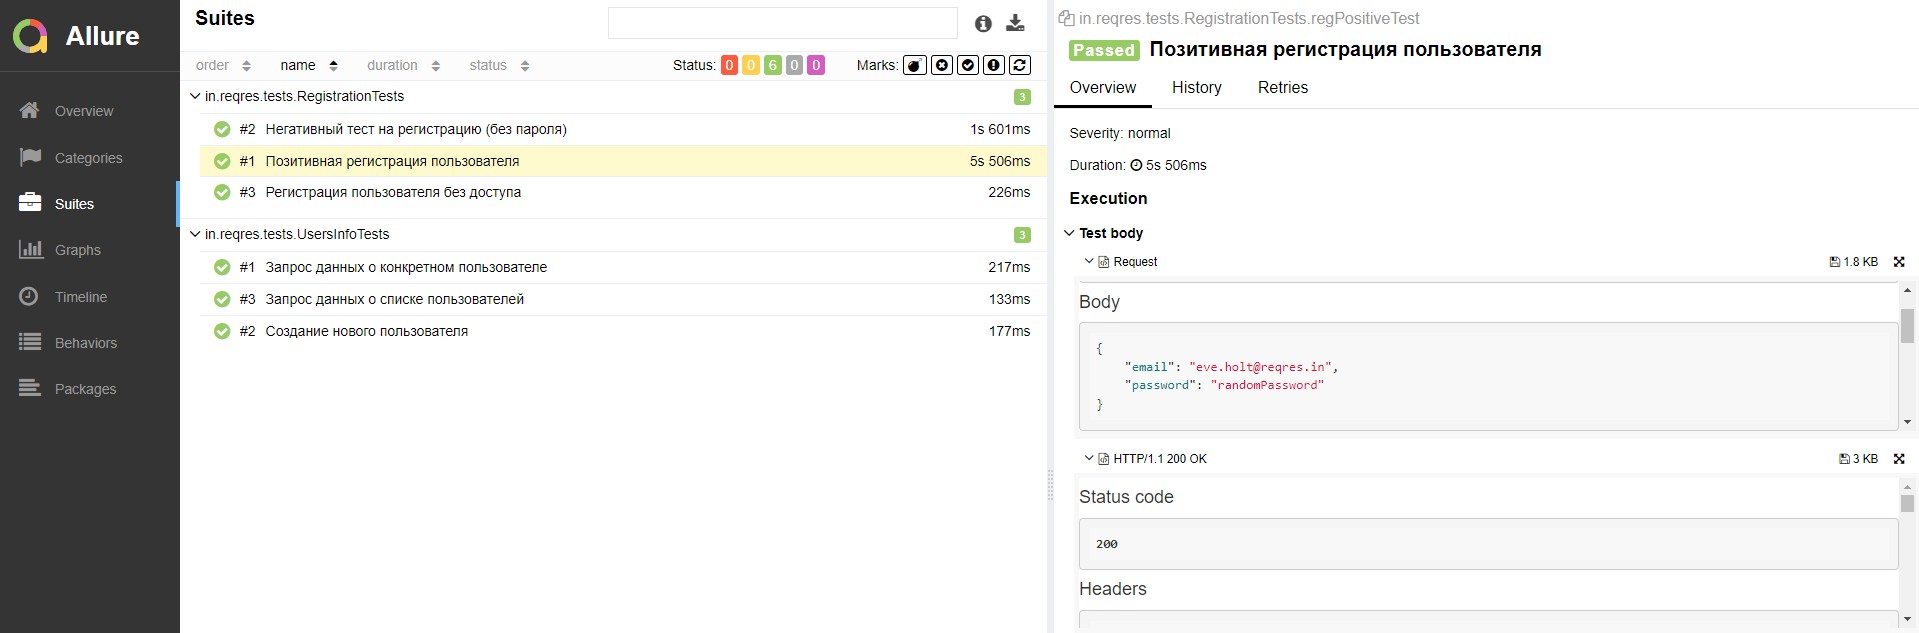 Allure
Overview
Categories
Suites
Graphs
Timeline
Behaviors
Packages
Suites
order name duration status Status: 0 0 6 0 0 Marks:
in.reqres.tests.RegistrationTests 3
#2 Негативный тест на регистрацию (без пароля) 1s 601ms
#1 Позитивная регистрация пользователя 5s 506ms
#3 Регистрация пользователя без доступа 226ms
in.reqres.tests.UsersInfoTests 3
#1 Запрос данных о конкретном пользователе 217ms
#3 Запрос данных о списке пользователей 133ms
#2 Создание нового пользователя 177ms
in.reqres.tests.RegistrationTests.regPositiveTest
Passed Позитивная регистрация пользователя
Overview History Retries
Severity: normal
Duration: 5s 506ms
Execution
Test body
Request 1.8 KB
Body
{
"email": "eve.holt@reqres.in",
"password": "randomPassword"
}
HTTP/1.1 200 OK 3 KB
Status code
200
Headers